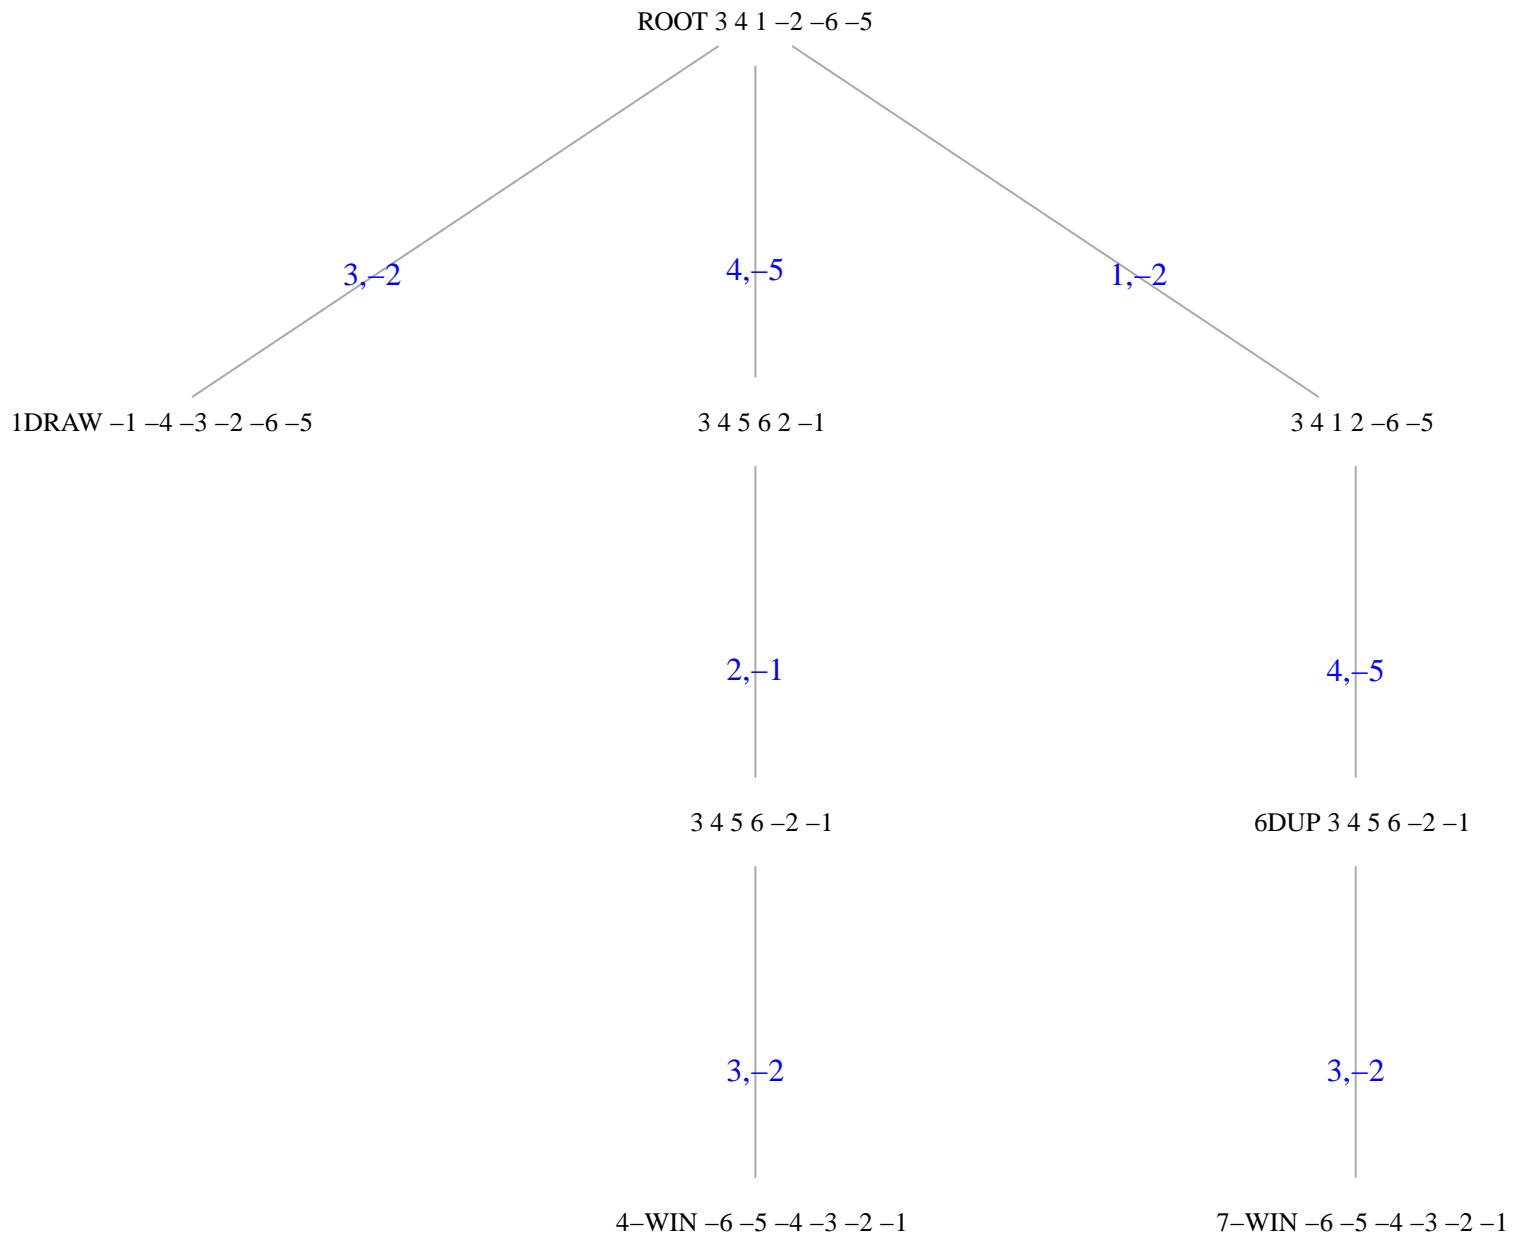 ROOT 3 4 1 –2 –6 –5
3,–2
4,–5
1,–2
1DRAW –1 –4 –3 –2 –6 –5
3 4 5 6 2 –1
3 4 1 2 –6 –5
2,–1
4,–5
3 4 5 6 –2 –1
6DUP 3 4 5 6 –2 –1
3,–2
3,–2
4–WIN –6 –5 –4 –3 –2 –1
7–WIN –6 –5 –4 –3 –2 –1